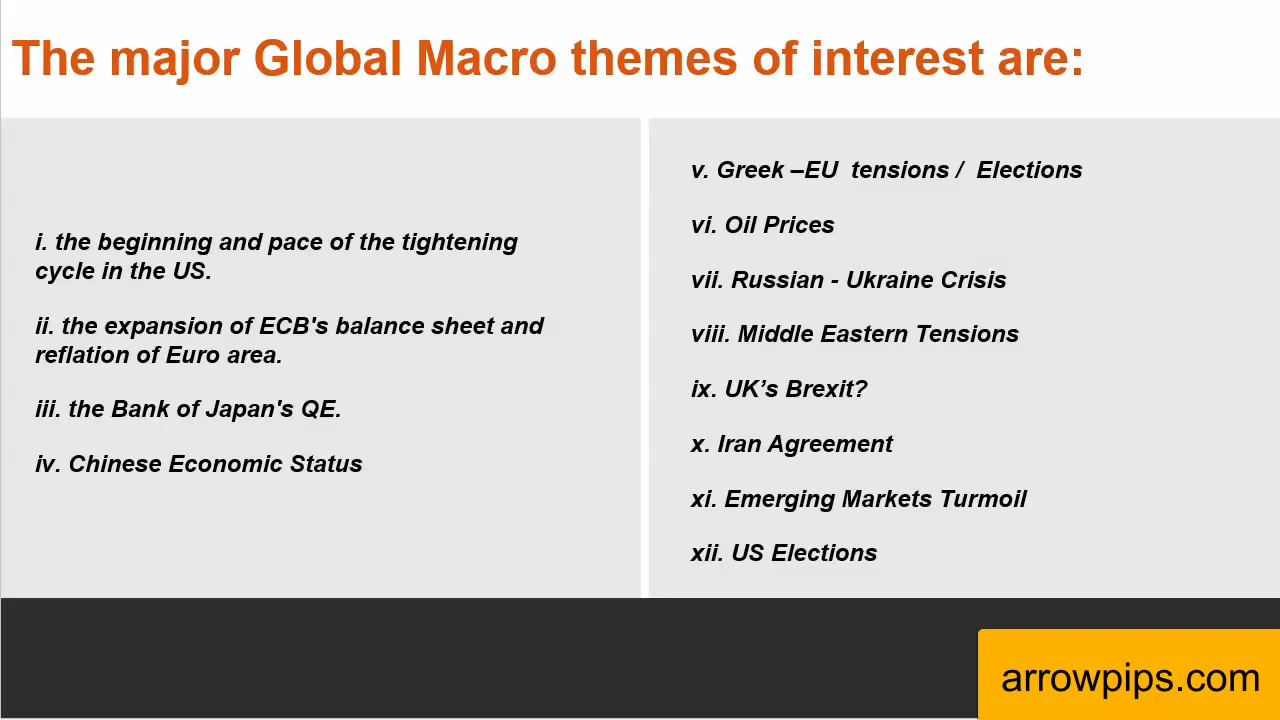 The major Global Macro themes of interest are:
i. the beginning and pace of the tightening
cycle in the US.
ii. the expansion of ECB's balance sheet and
reflation of Euro area.
iii. the Bank of Japan's QE.
iv. Chinese Economic Status
v. Greek –EU  tensions /  Elections
vi. Oil Prices
vii. Russian - Ukraine Crisis
viii. Middle Eastern Tensions
ix. UK’s Brexit?
x. Iran Agreement
xi. Emerging Markets Turmoil
xii. US Elections
arrowpips.com